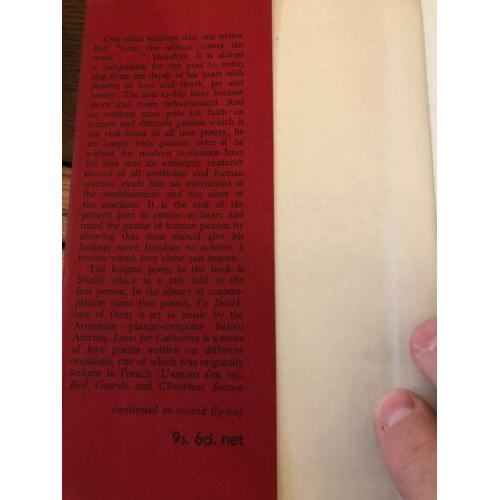 One often wonders why one writes.
But "from the silence comes the
word . . . ", therefore, it is almost
a compulsion for the poet to write,
sing from the depth of his heart with
passion of love and death, joy and
misery. The arts to-day have become
more and more dehumanized. And
as modern man puts his faith on
science and distrusts passion which is
the real fount of all true poetry, he
no longer feels passion even if he
wished, for modern inventions have
led him into an antiseptic existence
devoid of all mysticism and human
contact, made him an instrument of
the establishment and the slave of
the machine. It is the task of the
present poet to restore to heart and
mind the gamut of human passion by
showing that man should give his
feelings more freedom to achieve a
beauty which love alone can inspire.
The longest poem in the book is
which is a tale told in the
first person. In the silence of contem-
plation come two poems, To Death,
one of them is set to music by the
Armenian pianist-composer Sahan
Arzruni. Lines for Catherine is a series
of love poems written on different
occasions, one of which was originally
written in French (L'amour s'en va).
Red Guards and Christmas Season
continued on second fly-leaf
9s. 6d. net